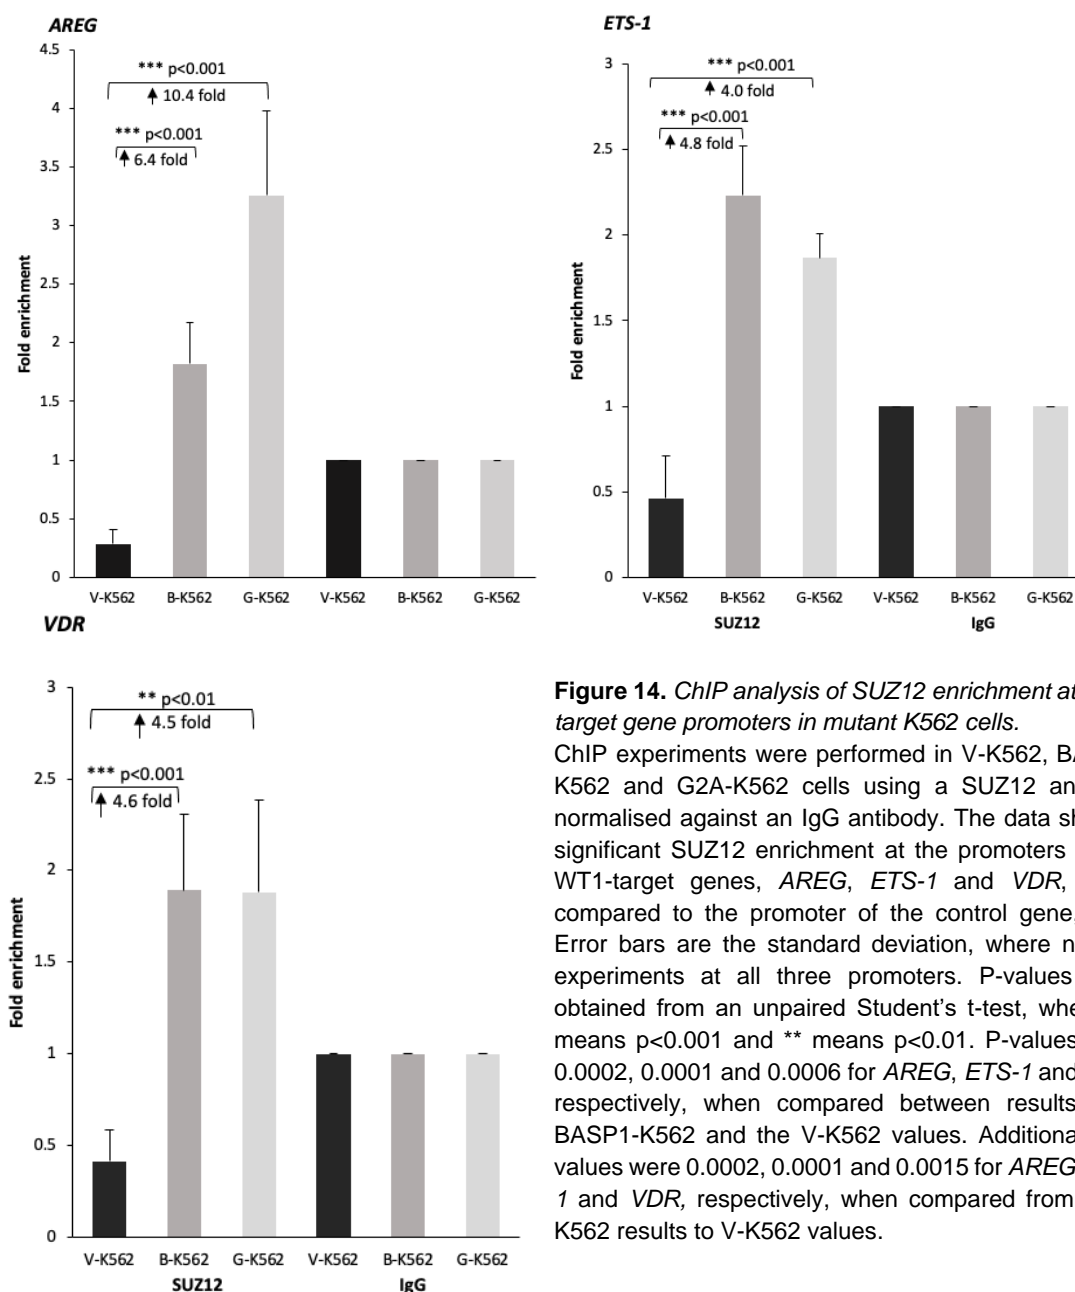 AREG
4.5
4
3.5
3
2.5
2
1.5
1
0.5
0
Fold enrichment
*** p<0.001
10.4 fold
*** p<0.001
6.4 fold
V-K562 B-K562 G-K562 V-K562 B-K562 G-K562
ETS-1
3
2.5
2
1.5
1
0.5
0
Fold enrichment
*** p<0.001
4.0 fold
*** p<0.001
4.8 fold
V-K562 B-K562 G-K562 V-K562 B-K562 G-K562
SUZ12 IgG
VDR
3
2.5
2
1.5
1
0.5
0
Fold enrichment
** p<0.01
4.5 fold
*** p<0.001
4.6 fold
V-K562 B-K562 G-K562 V-K562 B-K562 G-K562
SUZ12 IgG
Figure 14. ChIP analysis of SUZ12 enrichment at
target gene promoters in mutant K562 cells.
ChIP experiments were performed in V-K562, BA
K562 and G2A-K562 cells using a SUZ12 an
normalised against an IgG antibody. The data sh
significant SUZ12 enrichment at the promoters
WT1-target genes, AREG, ETS-1 and VDR,
compared to the promoter of the control gene,
Error bars are the standard deviation, where n
experiments at all three promoters. P-values
obtained from an unpaired Student's t-test, whe
means p<0.001 and ** means p<0.01. P-values
0.0002, 0.0001 and 0.0006 for AREG, ETS-1 and
respectively, when compared between results
BASP1-K562 and the V-K562 values. Additiona
values were 0.0002, 0.0001 and 0.0015 for AREG
1 and VDR, respectively, when compared from
K562 results to V-K562 values.